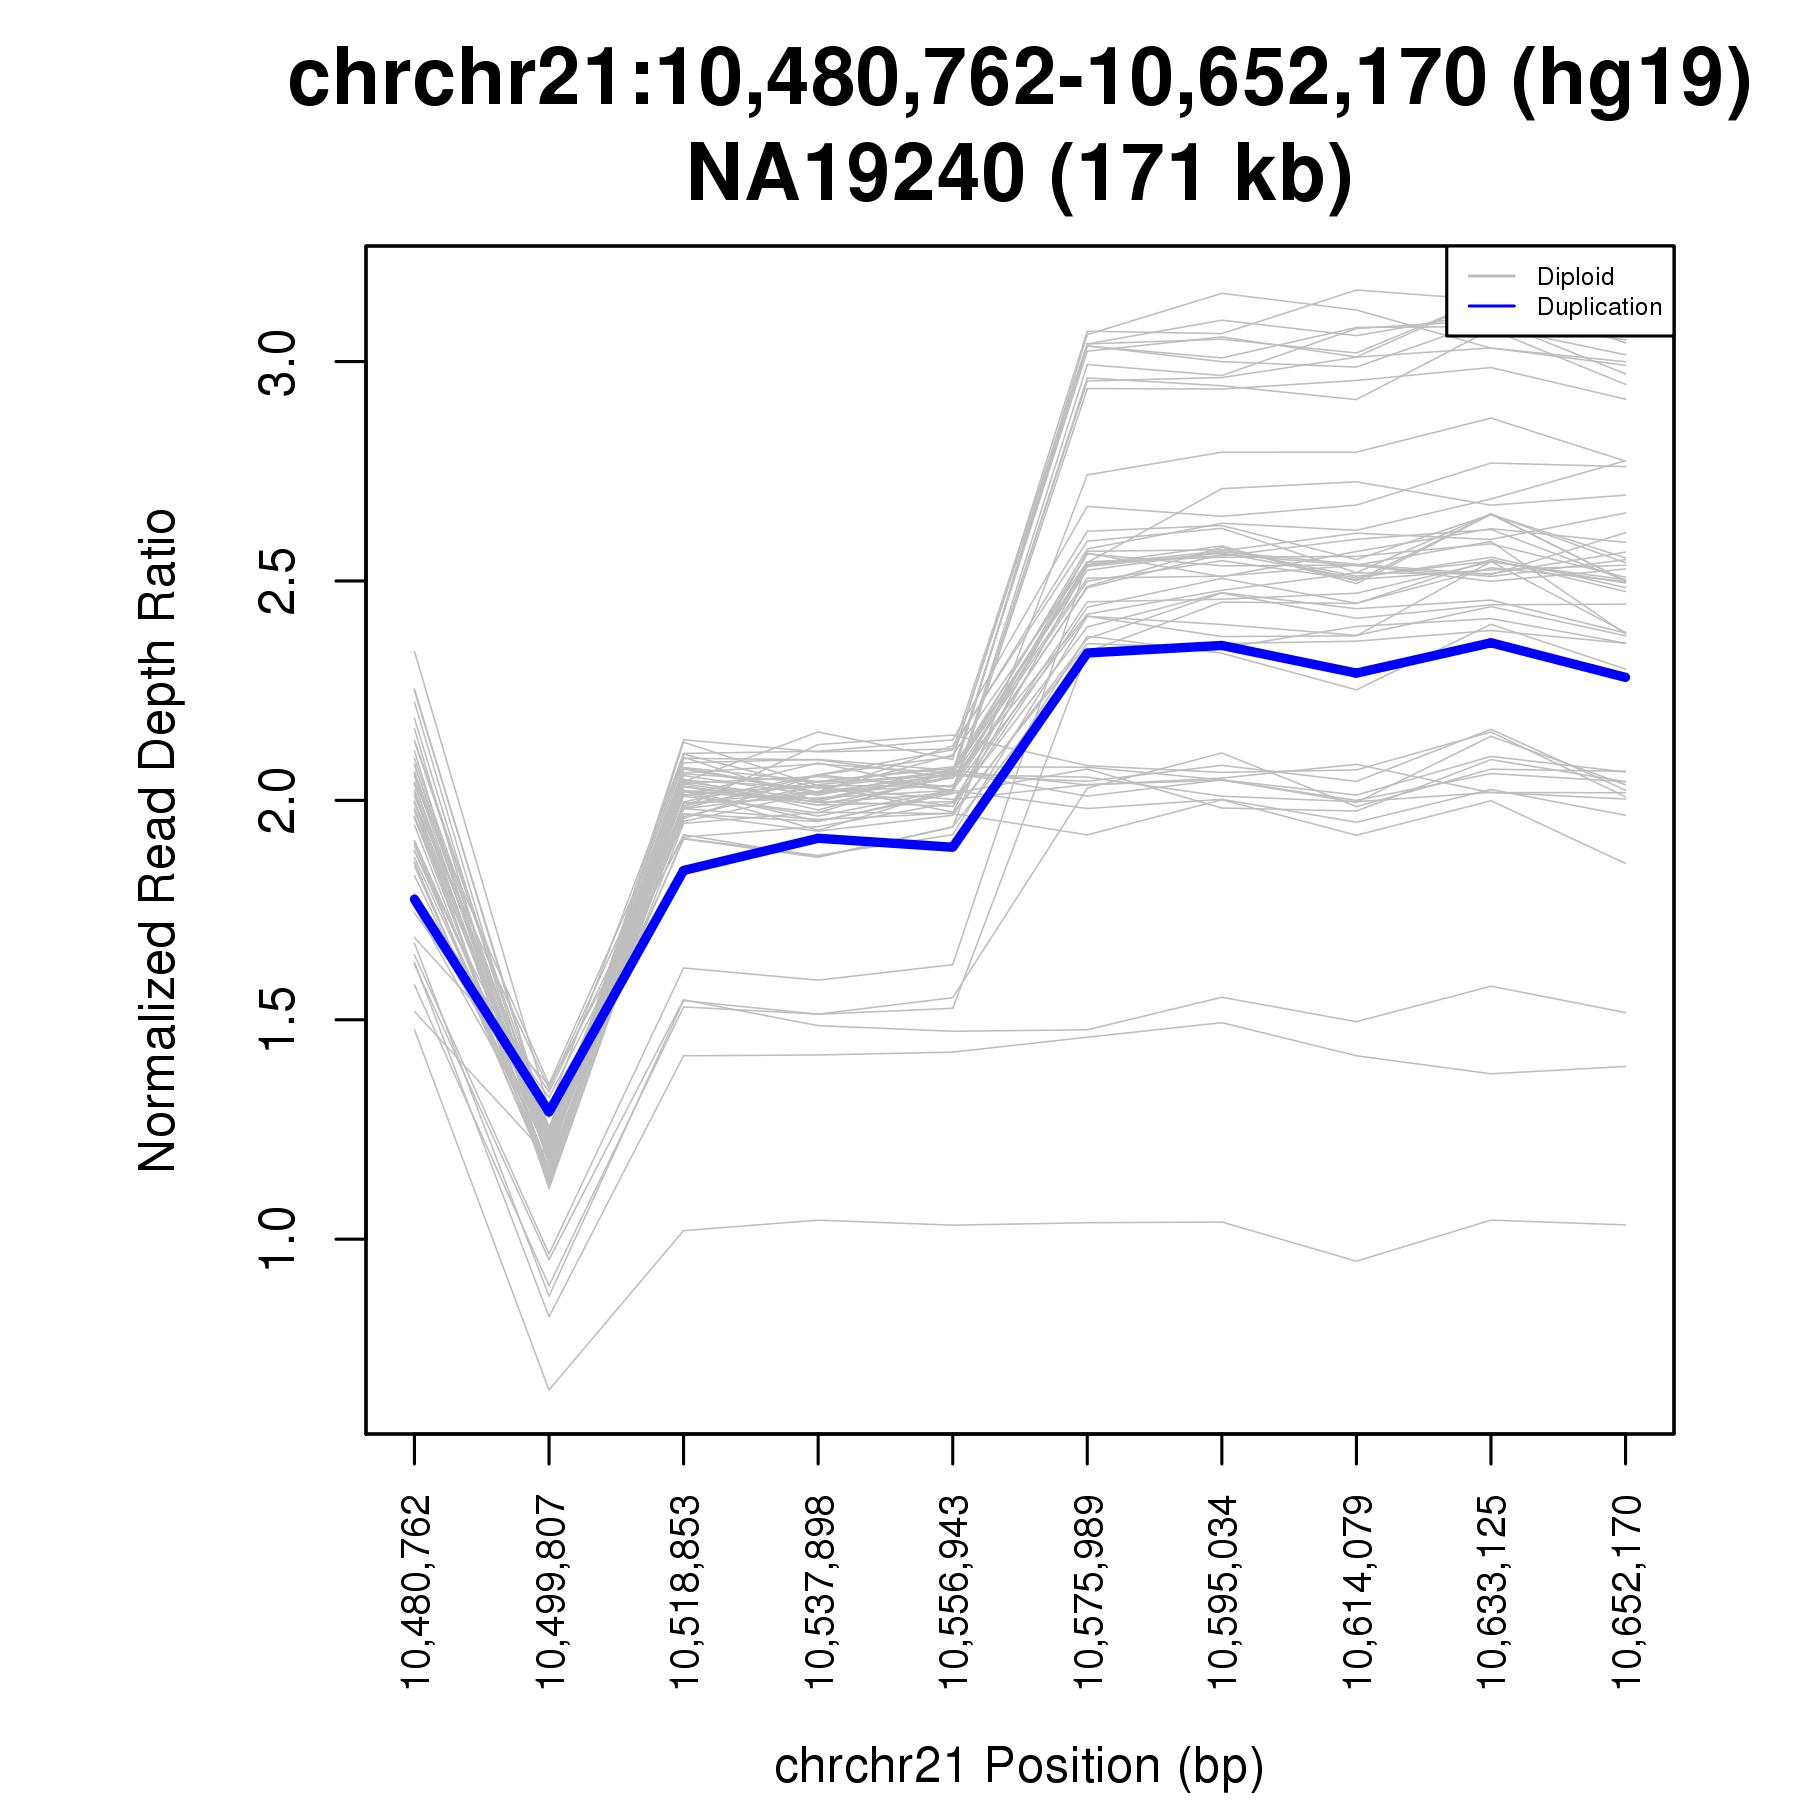 chrchr21:10,480,762-10,652,170 (hg19)
NA19240 (171 kb)
Diploid
Duplication
Normalized Read Depth Ratio
3.0
2.5
2.0
1.5
1.0
10,480,762
10,499,807
10,518,853
10,537,898
10,556,943
10,575,989
10,595,034
10,614,079
10,633,125
10,652,170
chrchr21 Position (bp)